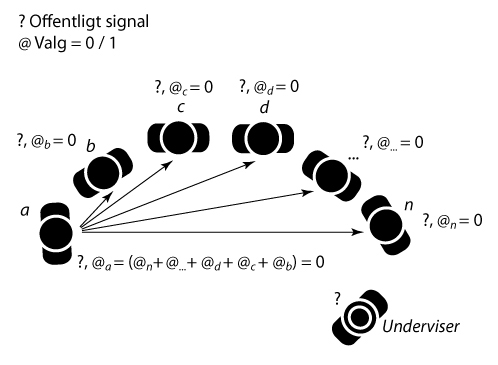 ? Offentligt signal
@ Valg = 0 / 1
?, @c = 0
c
?, @d = 0
d
?, @b = 0
b
...
?, @... = 0
a
n
?, @n = 0
?, @a = (@n + @... + @d + @c + @b) = 0
?
Underviser